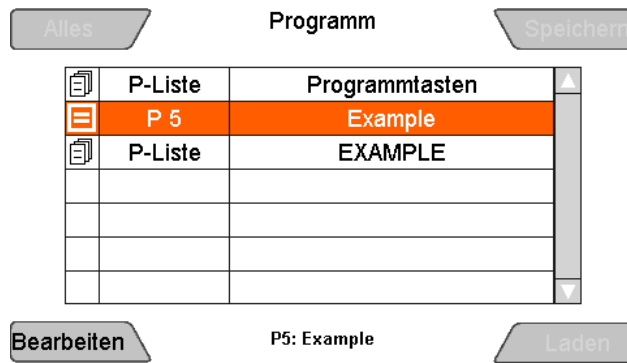 Alles Programm Speichern
P-Liste Programmtasten
P 5 Example
P-Liste EXAMPLE
Bearbeiten P5: Example Laden